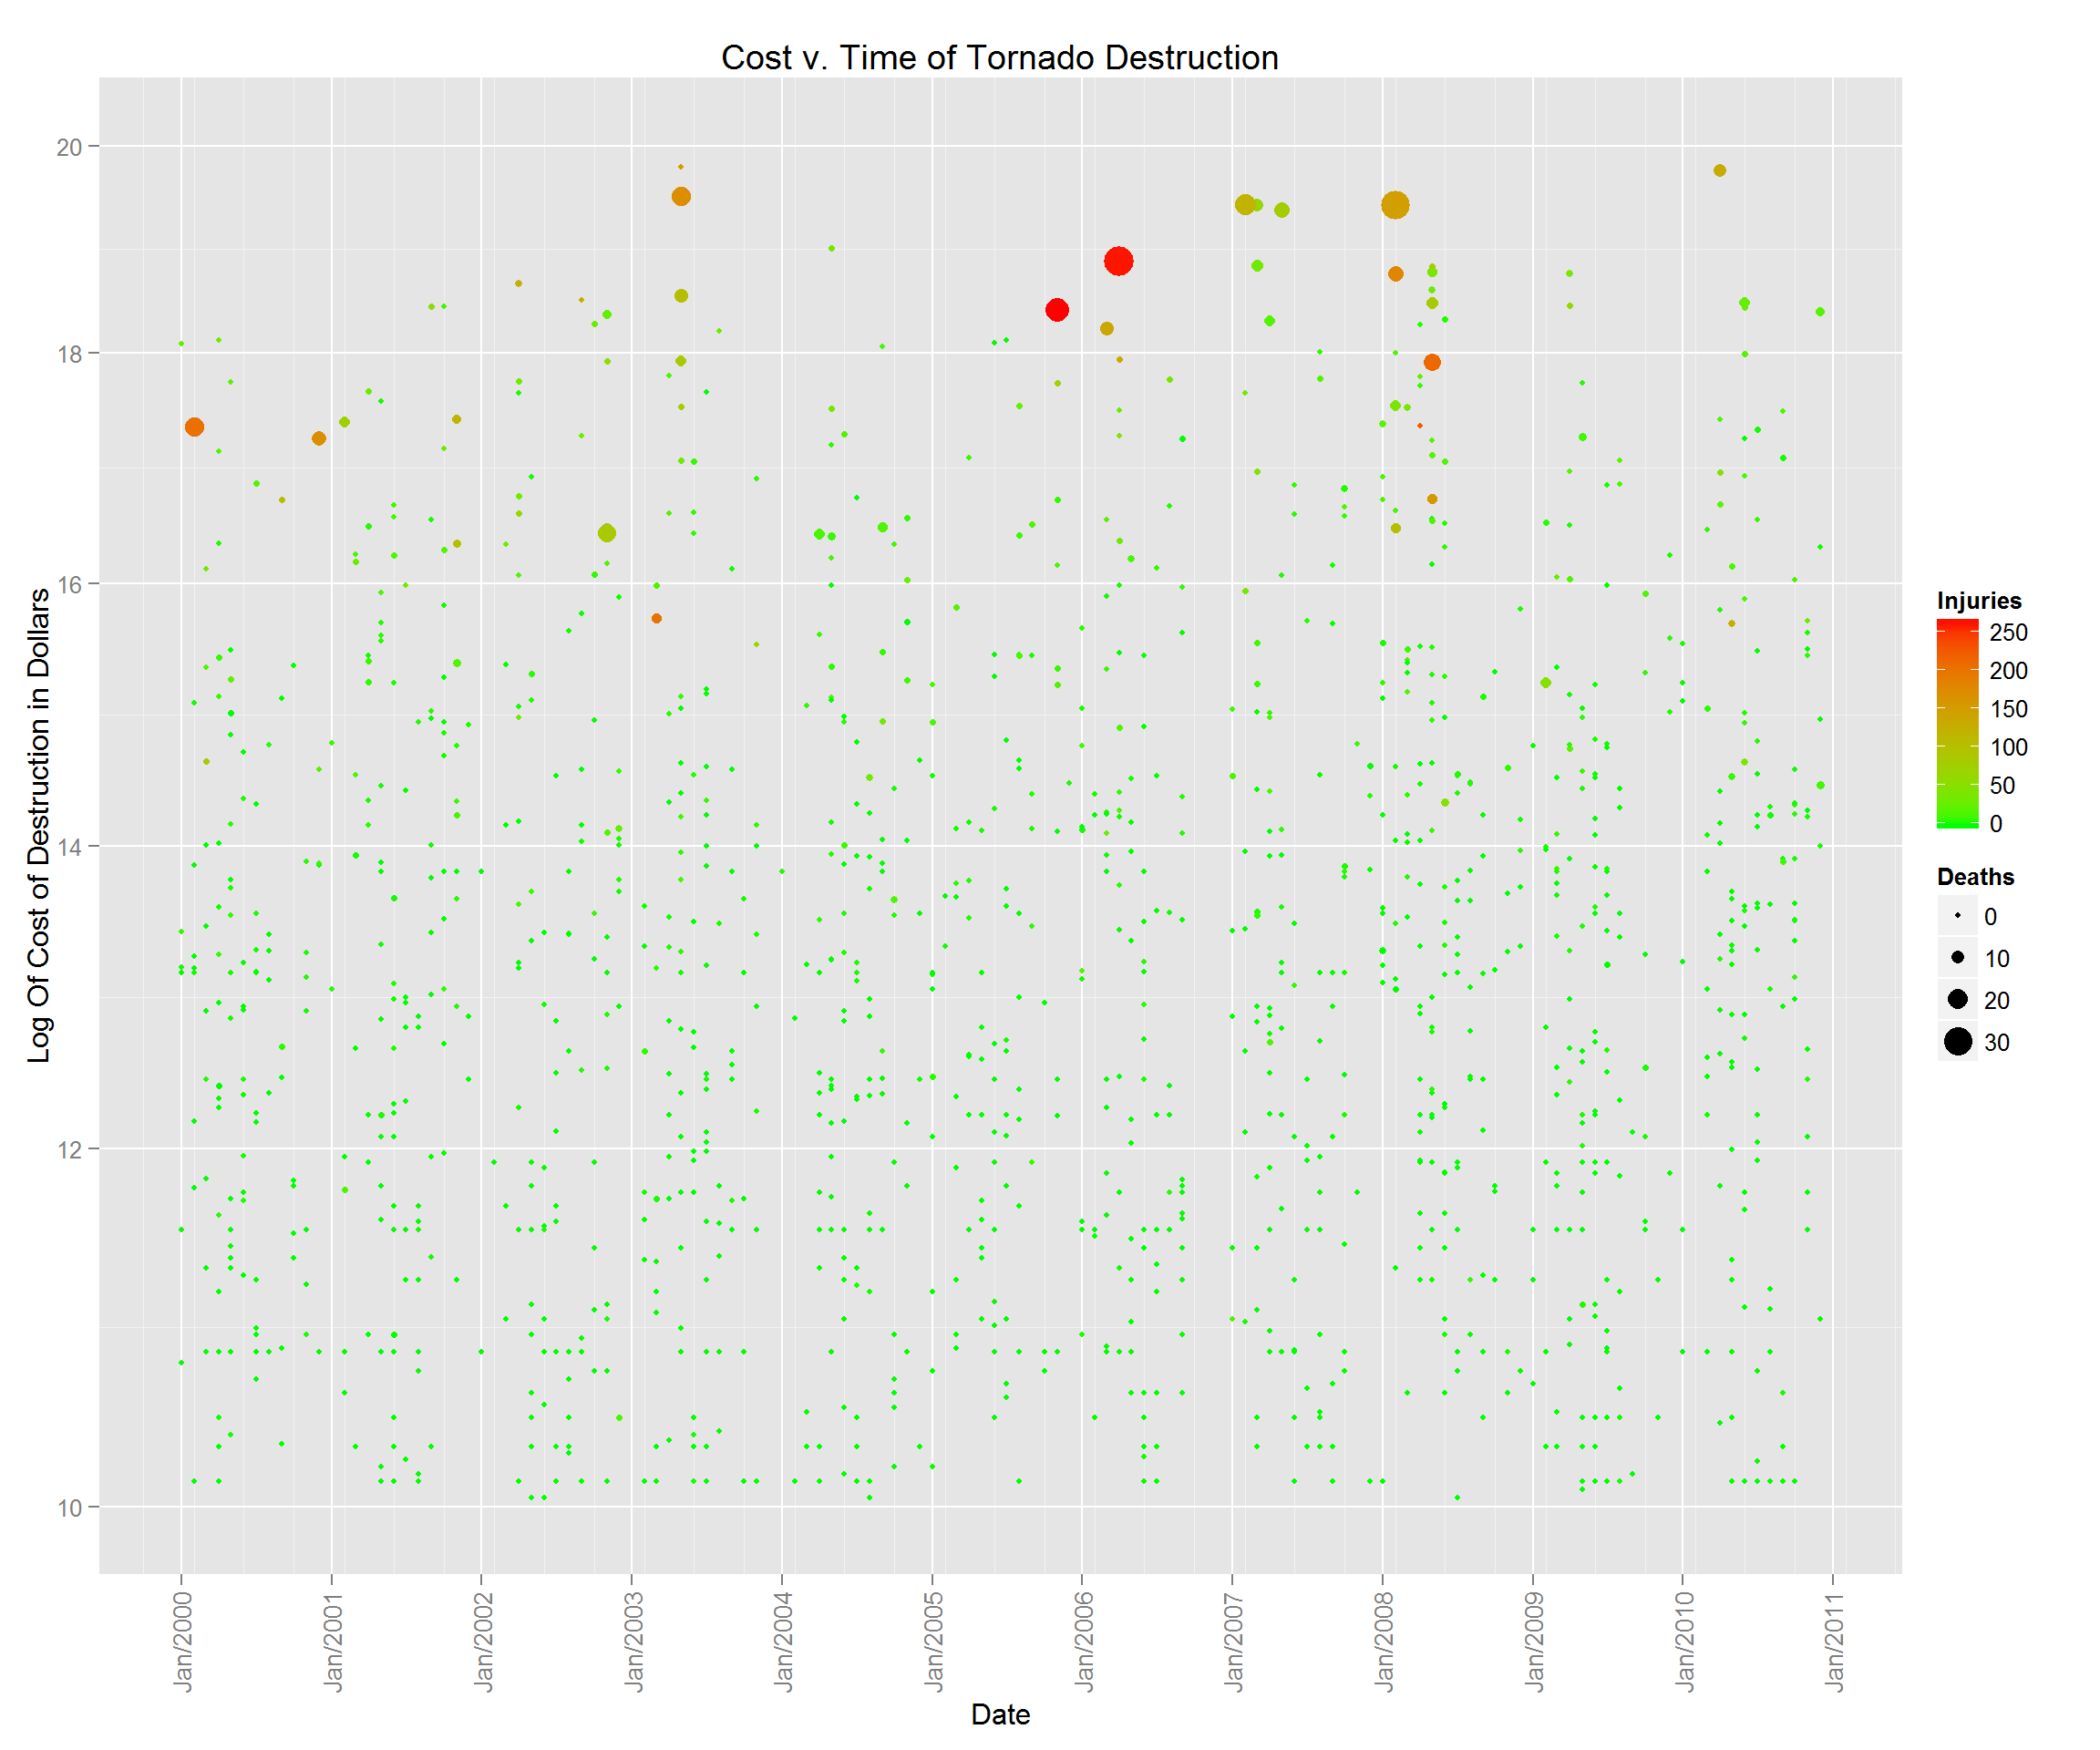 Cost v. Time of Tornado Destruction
Log Of Cost of Destruction in Dollars
20
18
16
14
12
10
Jan/2000
Jan/2001
Jan/2002
Jan/2003
Jan/2004
Jan/2005
Jan/2006
Jan/2007
Jan/2008
Jan/2009
Jan/2010
Jan/2011
Date
Injuries
250
200
150
100
50
0
Deaths
0
10
20
30